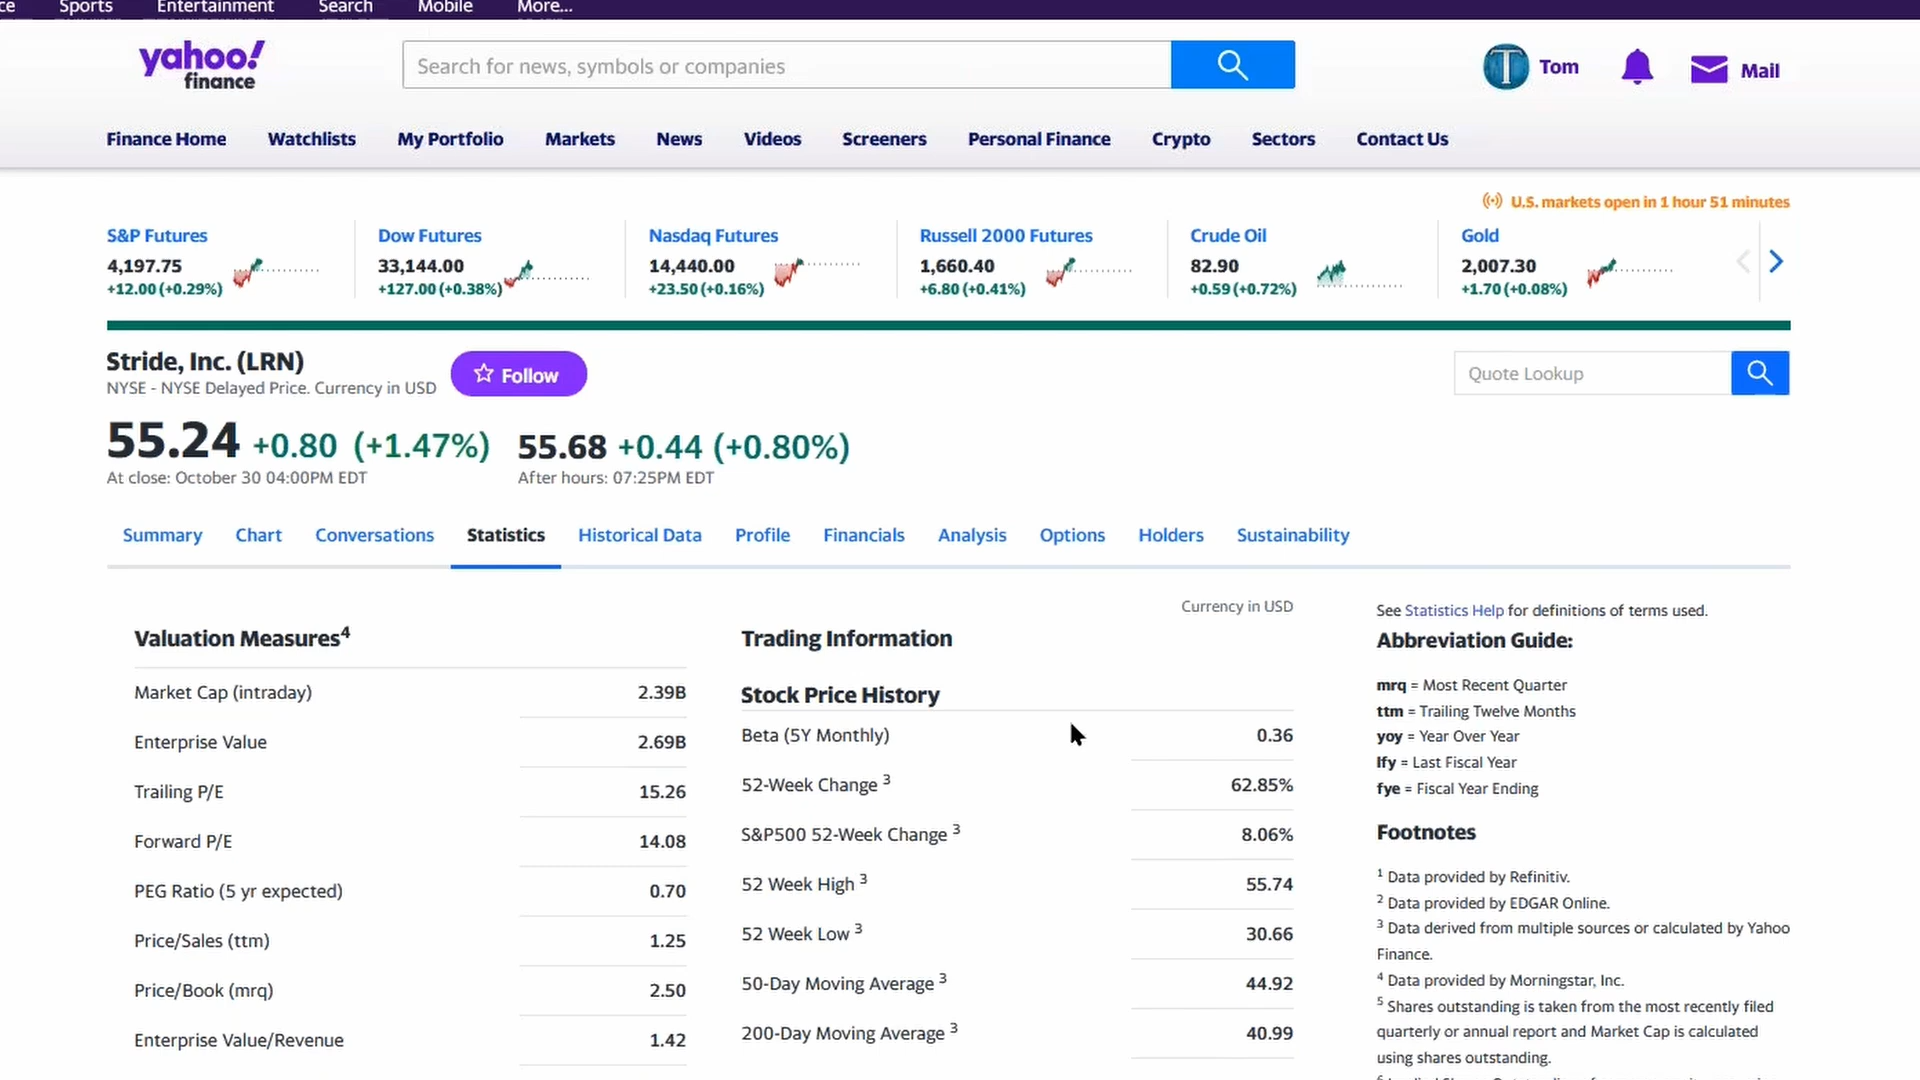 ce Sports Entertainment Search Mobile More...
yahoo!
finance
Search for news, symbols or companies
T
Tom
Mail
Finance Home Watchlists My Portfolio Markets News Videos Screeners Personal Finance Crypto Sectors Contact Us
U.S. markets open in 1 hour 51 minutes
S&P Futures
4,197.75
+12.00 (+0.29%)
Dow Futures
33,144.00
+127.00 (+0.38%)
Nasdaq Futures
14,440.00
+23.50 (+0.16%)
Russell 2000 Futures
1,660.40
+6.80 (+0.41%)
Crude Oil
82.90
+0.59 (+0.72%)
Gold
2,007.30
+1.70 (+0.08%)
Stride, Inc. (LRN)
NYSE - NYSE Delayed Price. Currency in USD
Follow
Quote Lookup
55.24 +0.80 (+1.47%)
At close: October 30 04:00PM EDT
55.68 +0.44 (+0.80%)
After hours: 07:25PM EDT
Summary Chart Conversations Statistics Historical Data Profile Financials Analysis Options Holders Sustainability
Currency in USD
Valuation Measures4
Market Cap (intraday) 2.39B
Enterprise Value 2.69B
Trailing P/E 15.26
Forward P/E 14.08
PEG Ratio (5 yr expected) 0.70
Price/Sales (ttm) 1.25
Price/Book (mrq) 2.50
Enterprise Value/Revenue 1.42
Trading Information
Stock Price History
Beta (5Y Monthly) 0.36
52-Week Change 3 62.85%
S&P500 52-Week Change 3 8.06%
52 Week High 3 55.74
52 Week Low 3 30.66
50-Day Moving Average 3 44.92
200-Day Moving Average 3 40.99
See Statistics Help for definitions of terms used.
Abbreviation Guide:
mrq = Most Recent Quarter
ttm = Trailing Twelve Months
yoy = Year Over Year
lfy = Last Fiscal Year
fye = Fiscal Year Ending
Footnotes
1 Data provided by Refinitiv.
2 Data provided by EDGAR Online.
3 Data derived from multiple sources or calculated by Yahoo
Finance.
4 Data provided by Morningstar, Inc.
5 Shares outstanding is taken from the most recently filed
quarterly or annual report and Market Cap is calculated
using shares outstanding.